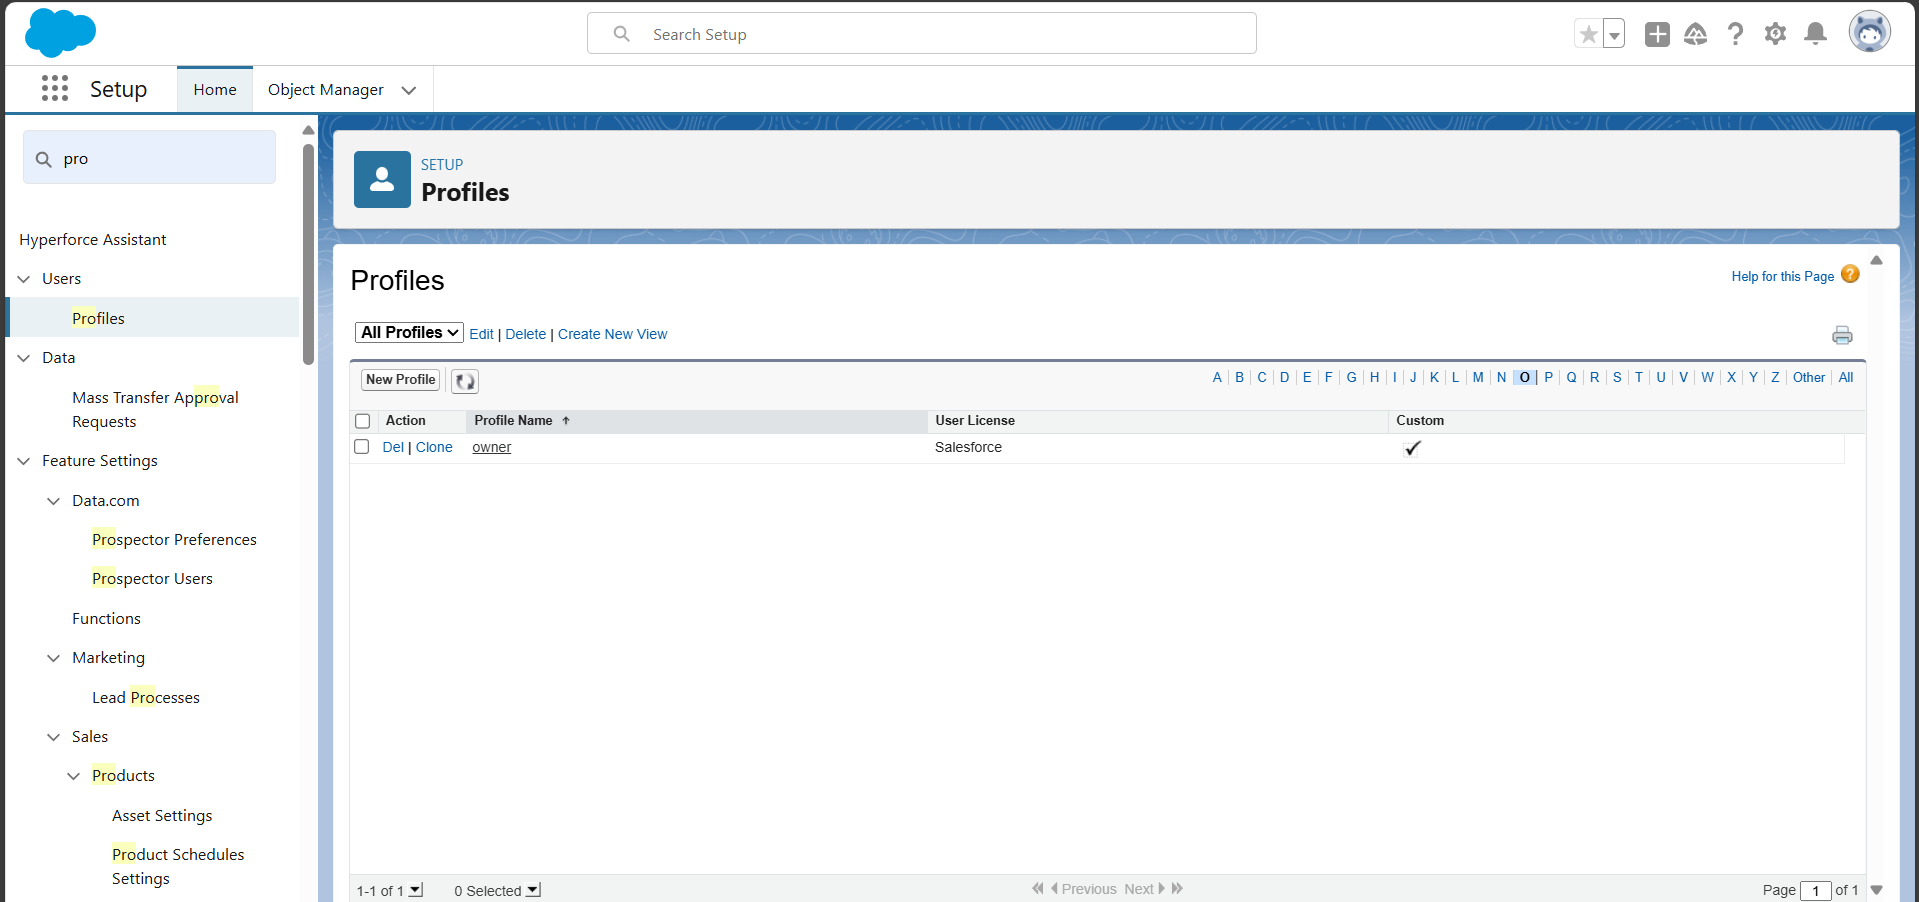 Search Setup
Setup
Home
Object Manager
pro
Hyperforce Assistant
Users
Profiles
Data
Mass Transfer Approval
Requests
Feature Settings
Data.com
Prospector Preferences
Prospector Users
Functions
Marketing
Lead Processes
Sales
Products
Asset Settings
Product Schedules
Settings
SETUP
Profiles
Profiles
Help for this Page ?
All Profiles Edit | Delete | Create New View
New Profile
A | B | C | D | E | F | G | H | I | J | K | L | M | N | O | P | Q | R | S | T | U | V | W | X | Y | Z | Other | All
Action Profile Name ↑ User License Custom
Del | Clone owner Salesforce ✓
1-1 of 1 0 Selected Previous Next Page 1 of 1